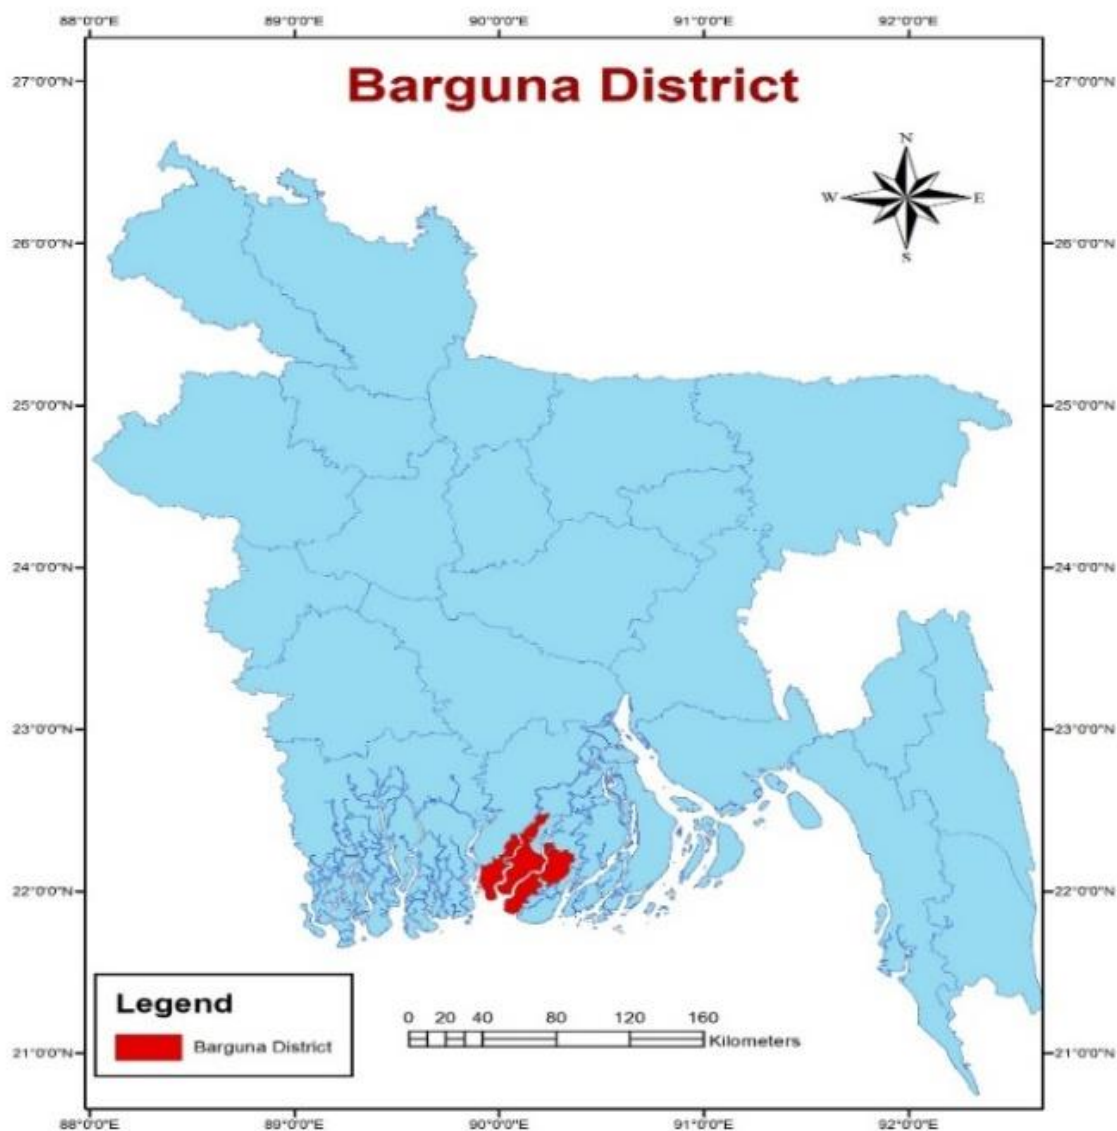 88°0'0"E 89°0'0"E 90°0'0"E 91°0'0"E 92°0'0"E
Barguna District
27°0'0"N 27°0'0"N
N
W E
S
26°0'0"N 26°0'0"N
25°0'0"N 25°0'0"N
24°0'0"N 24°0'0"N
23°0'0"N 23°0'0"N
22°0'0"N 22°0'0"N
Legend
Barguna District
0 20 40 80 120 160
Kilometers
21°0'0"N 21°0'0"N
88°0'0"E 89°0'0"E 90°0'0"E 91°0'0"E 92°0'0"E